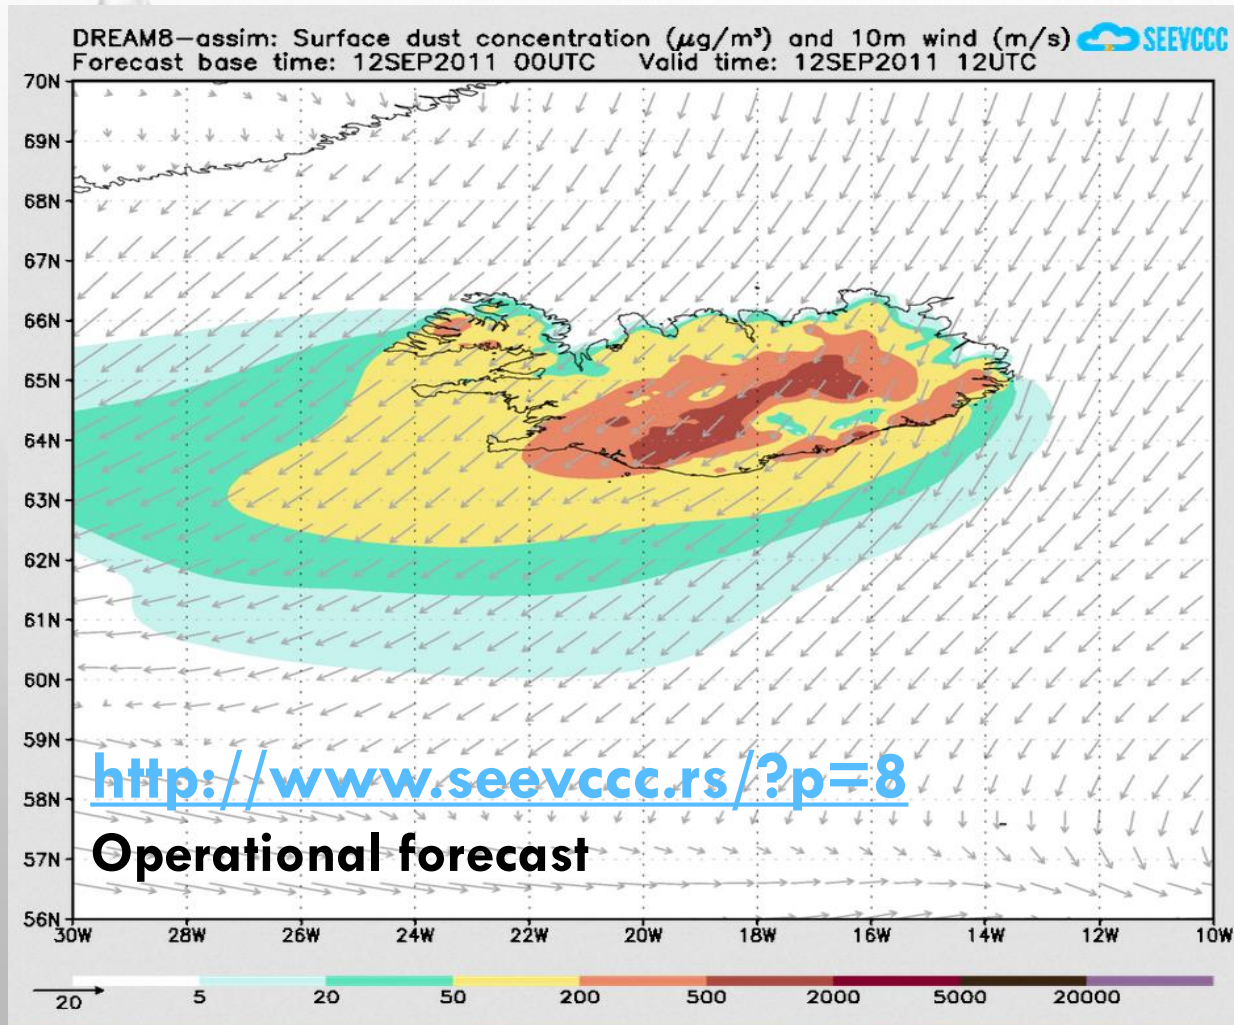 DREAM8-assim: Surface dust concentration (μg/m³) and 10m wind (m/s) SEEVCCC
Forecast base time: 12SEP2011 00UTC Valid time: 12SEP2011 12UTC
70N
69N
68N
67N
66N
65N
64N
63N
62N
61N
60N
59N
58N
57N
56N
http://www.seevccc.rs/?p=8
Operational forecast
30W 28W 26W 24W 22W 20W 18W 16W 14W 12W 10W
20 5 20 50 200 500 2000 5000 20000